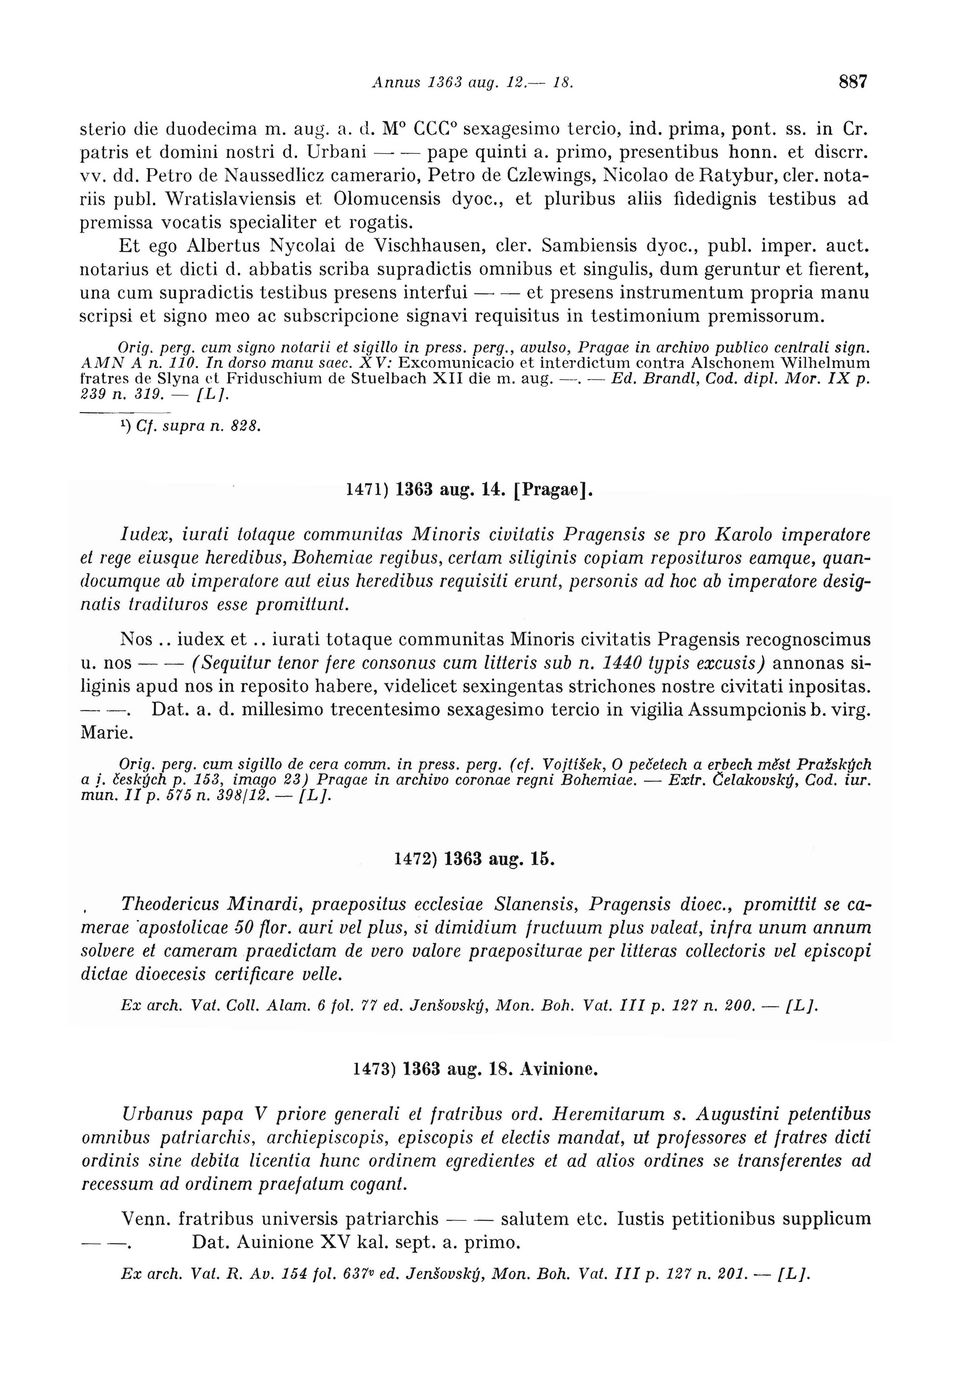 Annus 1363 aug. 12.— 18. 887
sterio die duodecima m. aug. a. d. M° CCC° sexagesimo tercio, ind. prima, pont. ss. in Cr.
patris et domini nostri d. Urbani — — pape quinti a. primo, presentibus honn. et discrr.
vv. dd. Petro de Naussedlicz camerario, Petro de Czlewings, Nicolao de Ratybur, cler. nota-
riis publ. Wratislaviensis et Olomucensis dyoc., et pluribus aliis fidedignis testibus ad
premissa vocatis specialiter et rogatis.
Et ego Albertus Nycolai de Vischhausen, cler. Sambiensis dyoc., publ. imper. auct.
notarius et dicti d. abbatis scriba supradictis omnibus et singulis, dum geruntur et fierent,
una cum supradictis testibus presens interfui — — et presens instrumentum propria manu
scripsi et signo meo ac subscripcione signavi requisitus in testimonium premissorum.
Orig. perg. cum signo notarii et sigillo in press. perg., avulso, Pragae in archivo publico centrali sign.
AMN A n. 110. In dorso manu saec. XV: Excomunicacio et interdictum contra Alschonem Wilhelmum
fratres de Slyna et Friduschium de Stuelbach XII die m. aug. —. — Ed. Brandl, Cod. dipl. Mor. IX p.
239 n. 319. — [L].
¹) Cf. supra n. 828.
1471) 1363 aug. 14. [Pragae].
Iudex, iurati totaque communitas Minoris civitatis Pragensis se pro Karolo imperatore
et rege eiusque heredibus, Bohemiae regibus, certam siliginis copiam reposituros eamque, quan-
documque ab imperatore aut eius heredibus requisiti erunt, personis ad hoc ab imperatore desig-
natis tradituros esse promittunt.
Nos .. iudex et .. iurati totaque communitas Minoris civitatis Pragensis recognoscimus
u. nos — — (Sequitur tenor fere consonus cum litteris sub n. 1440 typis excusis) annonas si-
liginis apud nos in reposito habere, videlicet sexingentas strichones nostre civitati inpositas.
— —. Dat. a. d. millesimo trecentesimo sexagesimo tercio in vigilia Assumpcionis b. virg.
Marie.
Orig. perg. cum sigillo de cera comm. in press. perg. (cf. Vojtíšek, O pečetech a erbech měst Pražských
a j. českých p. 153, imago 23) Pragae in archivo coronae regni Bohemiae. — Extr. Čelakovský, Cod. iur.
mun. II p. 575 n. 398/12. — [L].
1472) 1363 aug. 15.
Theodericus Minardi, praepositus ecclesiae Slanensis, Pragensis dioec., promittit se ca-
merae apostolicae 50 flor. auri vel plus, si dimidium fructuum plus valeat, infra unum annum
solvere et cameram praedictam de vero valore praepositurae per litteras collectoris vel episcopi
dictae dioecesis certificare velle.
Ex arch. Vat. Coll. Alam. 6 fol. 77 ed. Jenšovský, Mon. Boh. Vat. III p. 127 n. 200. — [L].
1473) 1363 aug. 18. Avinione.
Urbanus papa V priore generali et fratribus ord. Heremitarum s. Augustini petentibus
omnibus patriarchis, archiepiscopis, episcopis et electis mandat, ut professores et fratres dicti
ordinis sine debita licentia hunc ordinem egredientes et ad alios ordines se transferentes ad
recessum ad ordinem praefatum cogant.
Venn. fratribus universis patriarchis — — salutem etc. Iustis petitionibus supplicum
— —. Dat. Auinione XV kal. sept. a. primo.
Ex arch. Vat. R. Av. 154 fol. 637ᵛ ed. Jenšovský, Mon. Boh. Vat. III p. 127 n. 201. — [L].